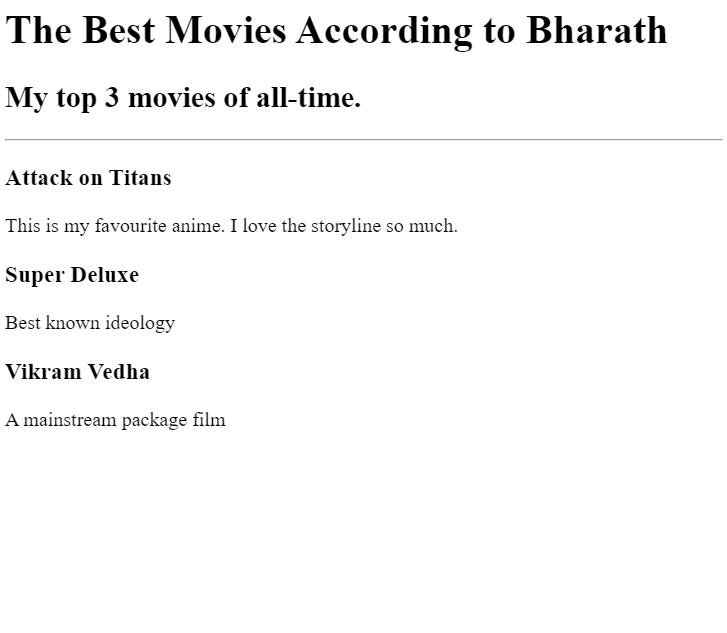 The Best Movies According to Bharath
My top 3 movies of all-time.
Attack on Titans
This is my favourite anime. I love the storyline so much.
Super Deluxe
Best known ideology
Vikram Vedha
A mainstream package film